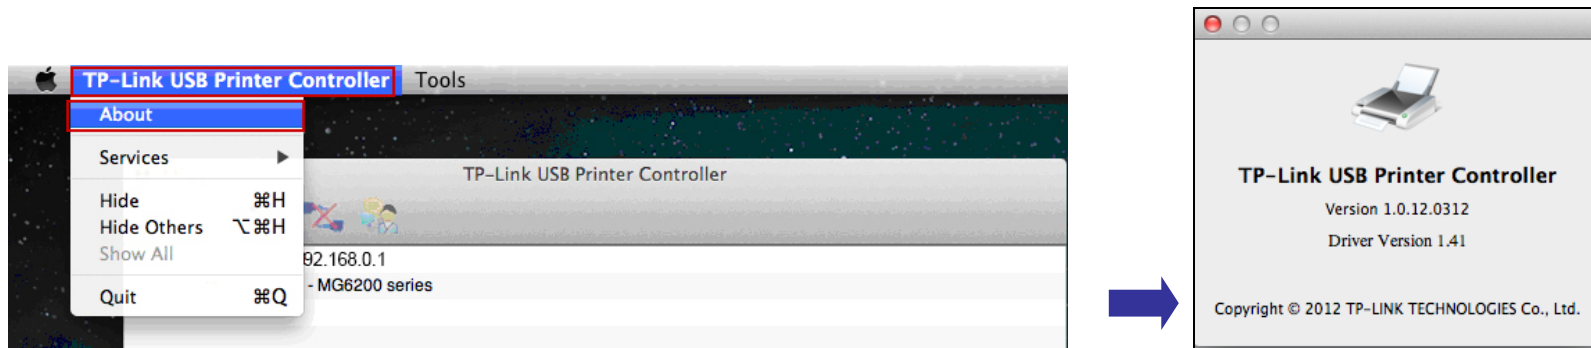 TP-Link USB Printer Controller Tools
About
Services ▶
Hide ⌘H
Hide Others ⌥⌘H
Show All
Quit ⌘Q
TP-Link USB Printer Controller
92.168.0.1
- MG6200 series
TP-Link USB Printer Controller
Version 1.0.12.0312
Driver Version 1.41
Copyright © 2012 TP-LINK TECHNOLOGIES Co., Ltd.